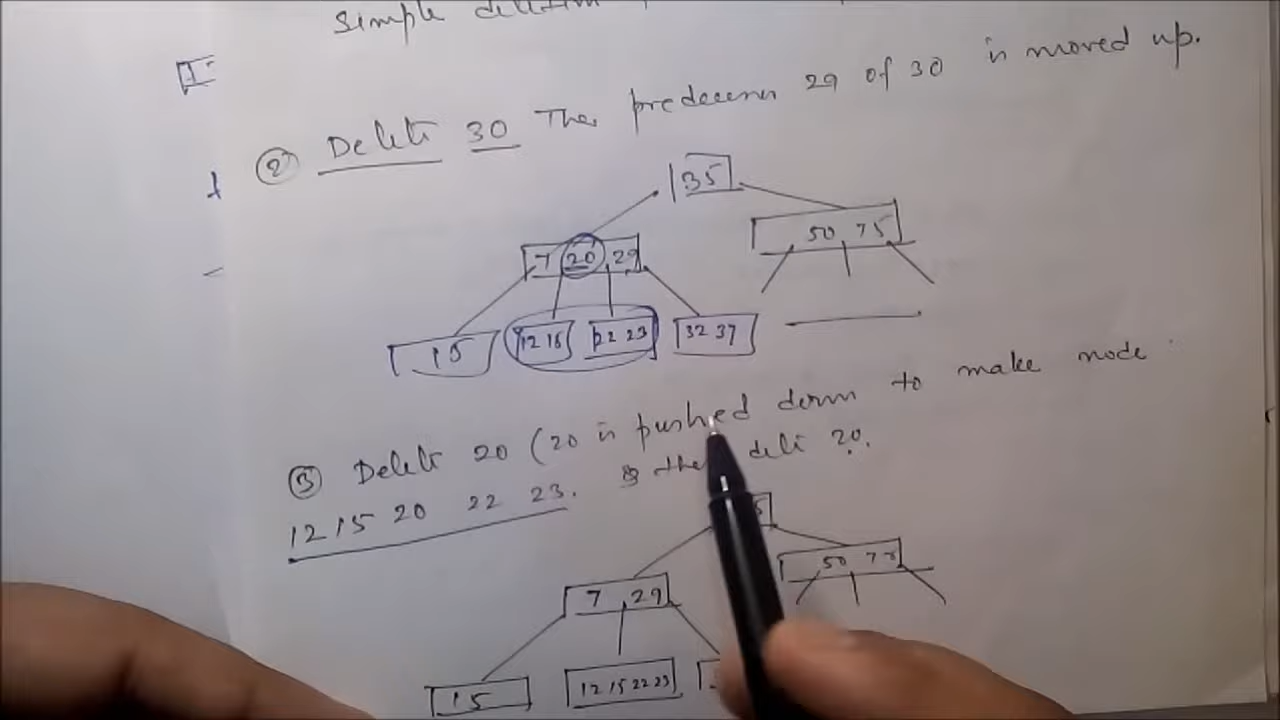 Simple
② Delete 30 The predecessor 29 of 30 is moved up.
35
7 20 29
50 75
15
12 15
22 23
32 37
③ Delete 20 (20 is pushed down to make node
12 15 20 22 23. & then delete 20.
7 29
50 75
15
12 15 22 23